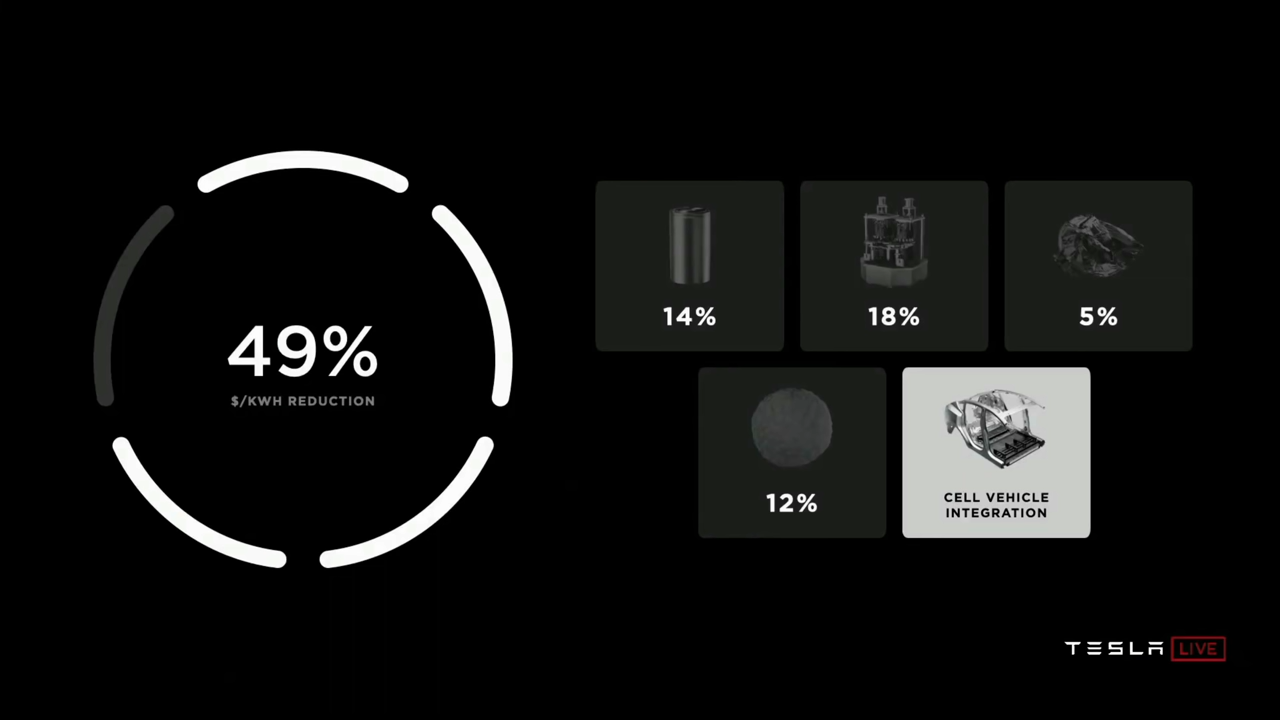 49%
$/KWH REDUCTION
14%
18%
5%
12%
CELL VEHICLE
INTEGRATION
TESLA LIVE